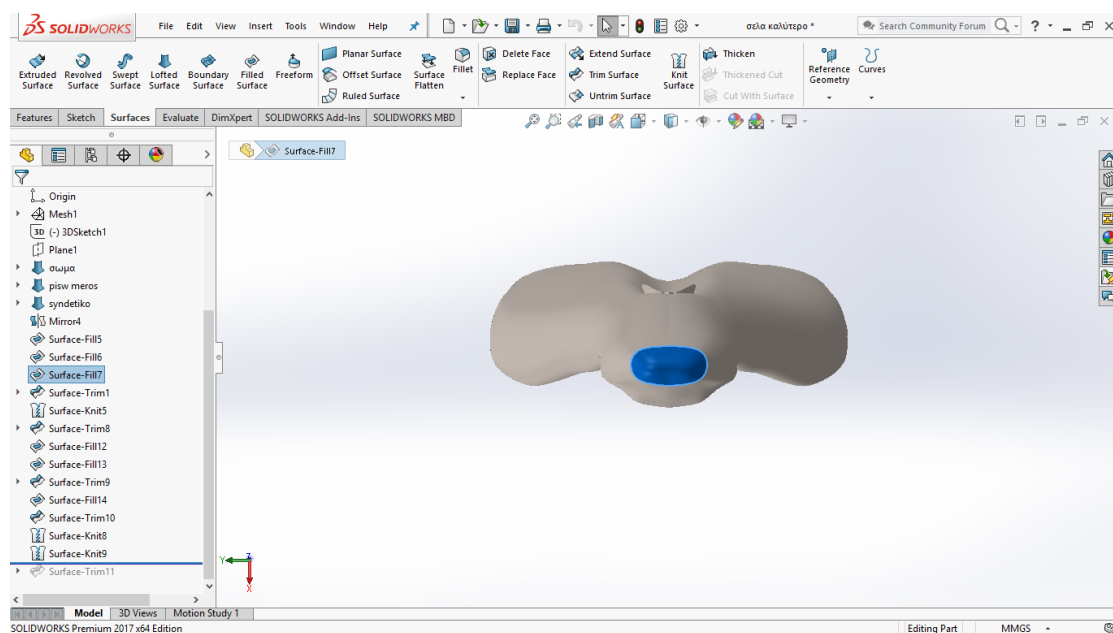 SOLIDWORKS File Edit View Insert Tools Window Help σελα καλύτερο * Search Community Forum
Extruded Surface
Revolved Surface
Swept Surface
Lofted Surface
Boundary Surface
Filled Surface
Freeform
Planar Surface
Offset Surface
Ruled Surface
Surface Flatten
Fillet
Delete Face
Replace Face
Extend Surface
Trim Surface
Untrim Surface
Knit Surface
Thicken
Thickened Cut
Cut With Surface
Reference Geometry
Curves
Features Sketch Surfaces Evaluate DimXpert SOLIDWORKS Add-Ins SOLIDWORKS MBD
Surface-Fill7
Origin
Mesh1
3D (-) 3DSketch1
Plane1
σωμα
pisw meros
syndetiko
Mirror4
Surface-Fill5
Surface-Fill6
Surface-Fill7
Surface-Trim1
Surface-Knit5
Surface-Trim8
Surface-Fill12
Surface-Fill13
Surface-Trim9
Surface-Fill14
Surface-Trim10
Surface-Knit8
Surface-Knit9
Surface-Trim11
Y Z
X
Model 3D Views Motion Study 1
SOLIDWORKS Premium 2017 x64 Edition Editing Part MMGS